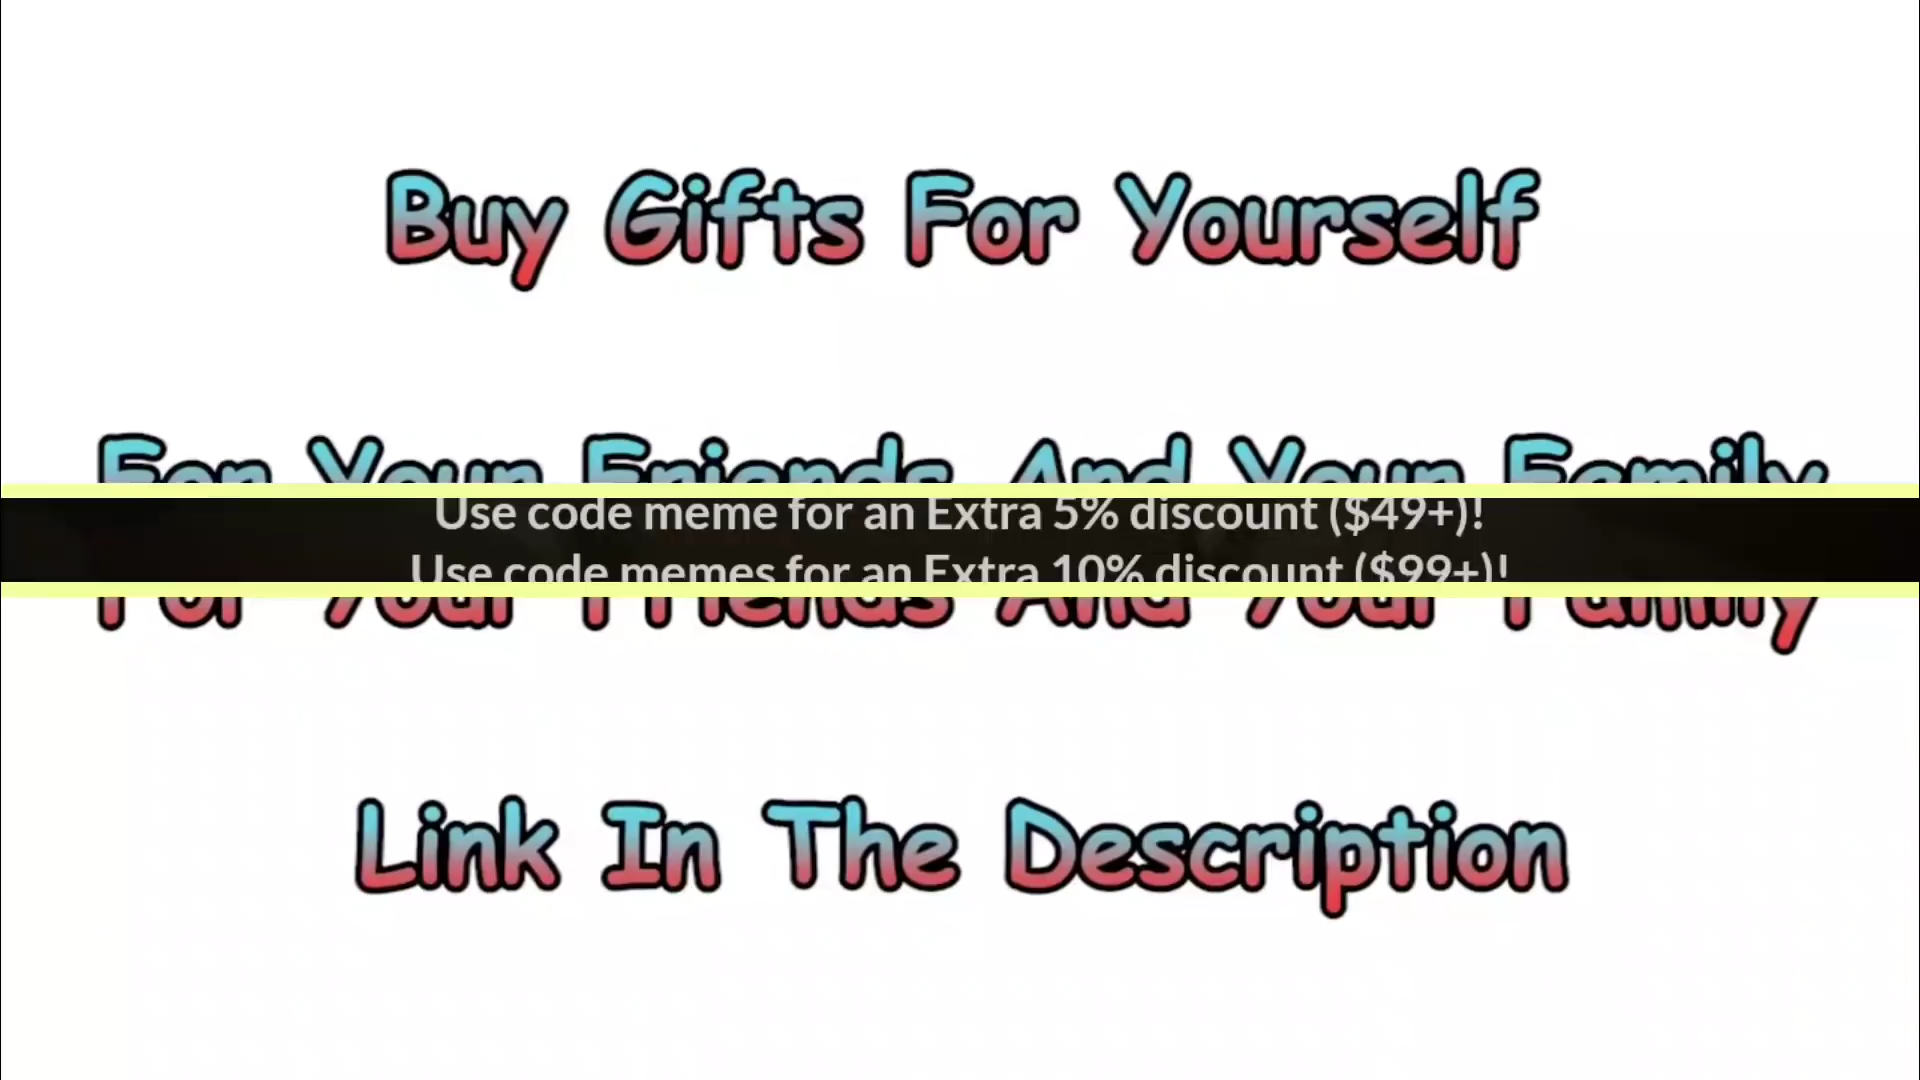 Buy Gifts For Yourself
For Your Friends And Your Family
Use code meme for an Extra 5% discount ($49+)!
Use code memes for an Extra 10% discount ($99+)!
Link In The Description